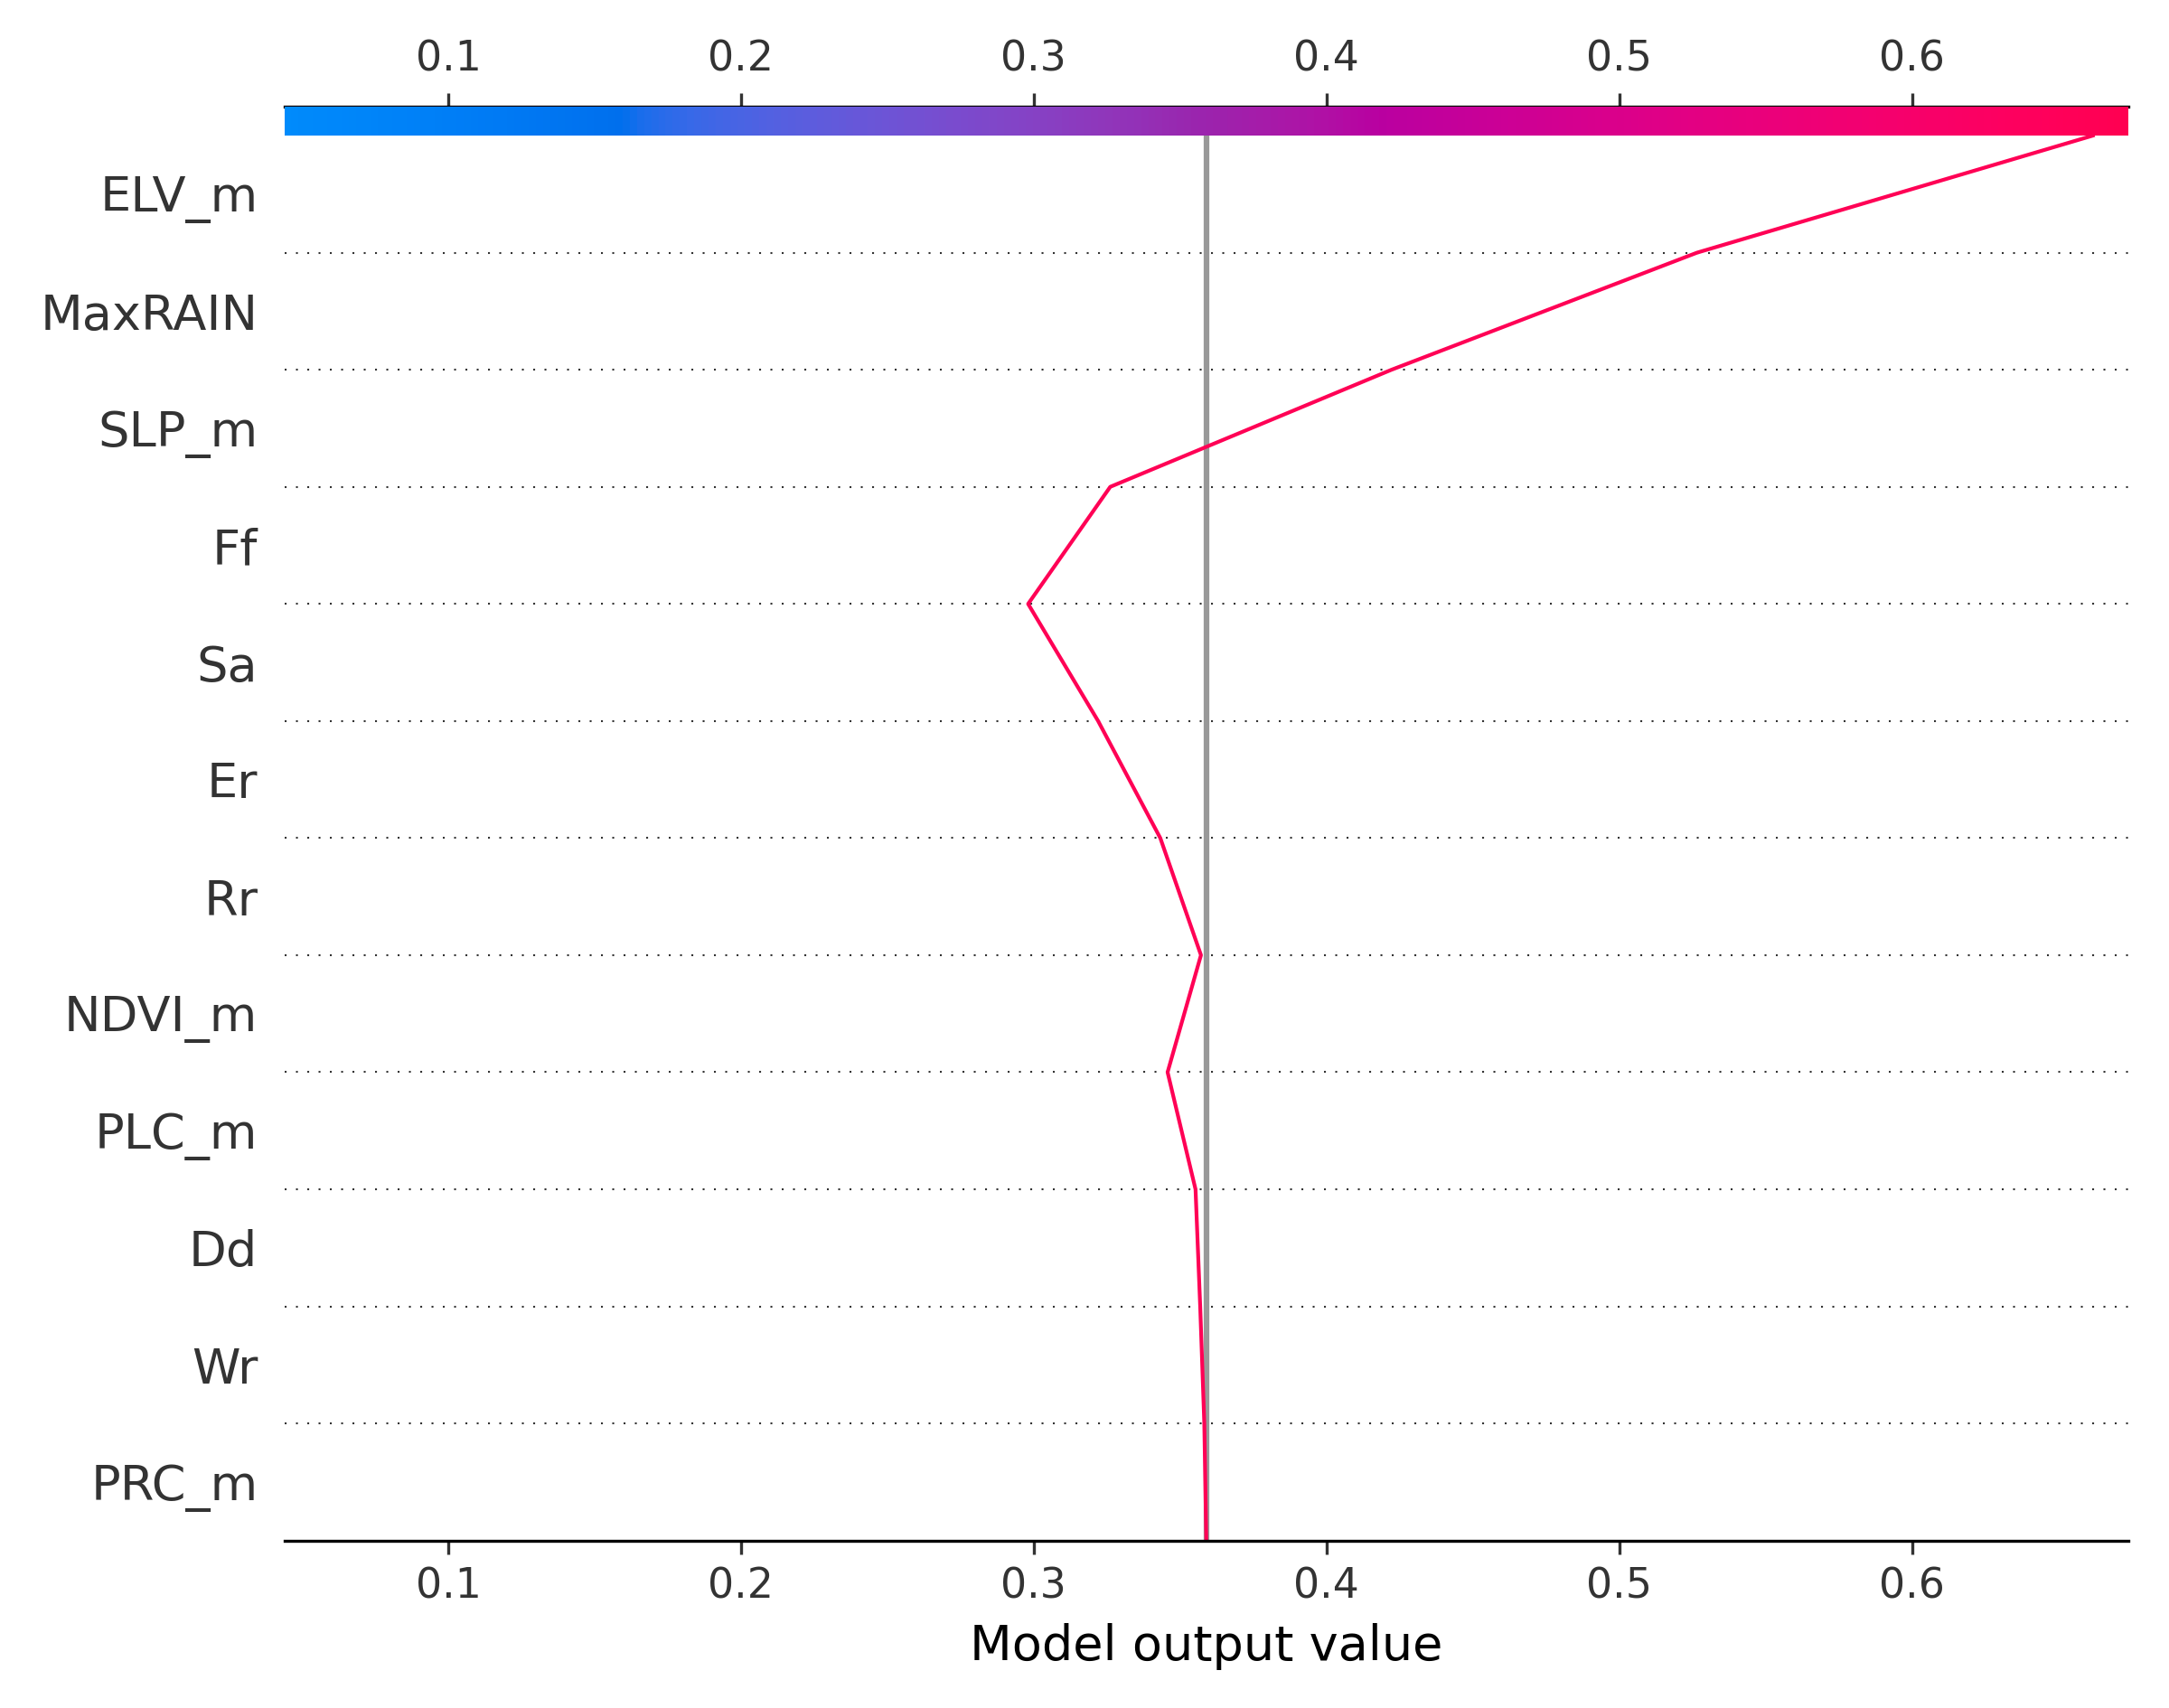 0.1 0.2 0.3 0.4 0.5 0.6
ELV_m
MaxRAIN
SLP_m
Ff
Sa
Er
Rr
NDVI_m
PLC_m
Dd
Wr
PRC_m
0.1 0.2 0.3 0.4 0.5 0.6
Model output value